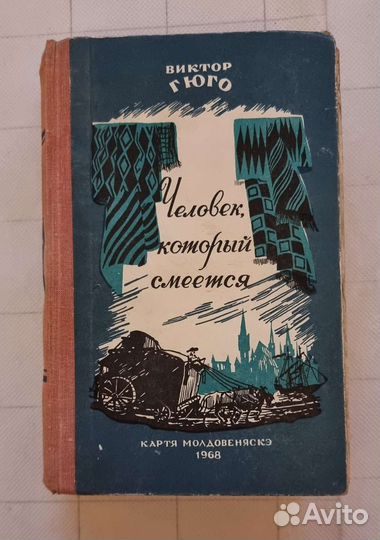 ВИКТОР
ГЮГО
Человек,
который
смеется
КАРТЯ МОЛДОВЕНЯСКЭ
1968
Avito